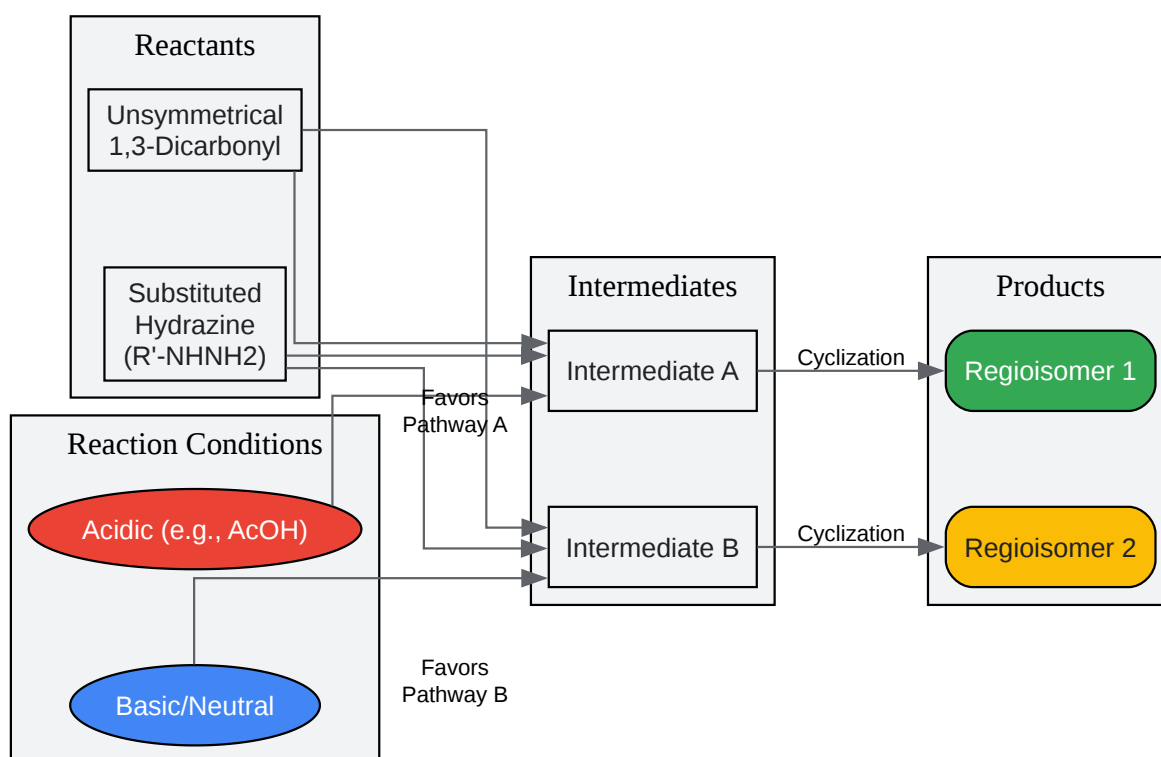 Reactants
Unsymmetrical
1,3-Dicarbonyl
Substituted
Hydrazine
(R'-NHNH2)
Reaction Conditions
Acidic (e.g., AcOH)
Basic/Neutral
Favors
Pathway A
Favors
Pathway B
Intermediates
Intermediate A
Intermediate B
Cyclization
Cyclization
Products
Regioisomer 1
Regioisomer 2